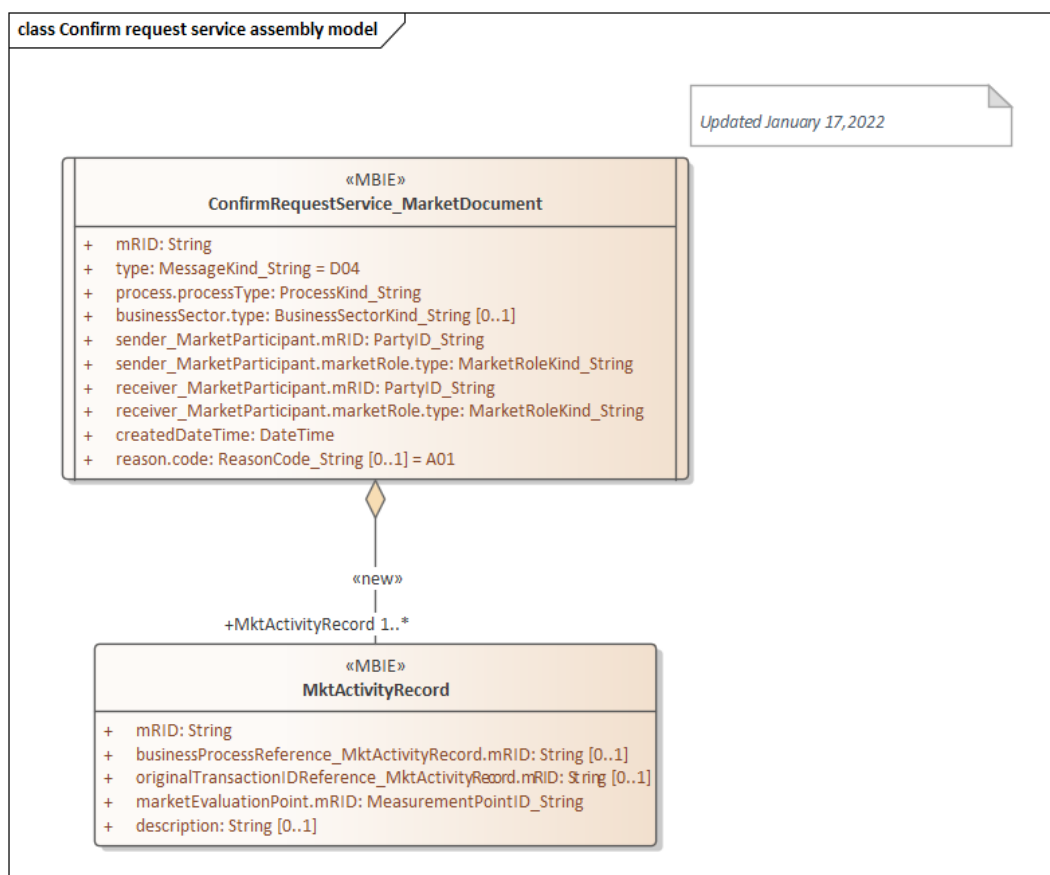 class Confirm request service assembly model
Updated January 17,2022
«MBIE»
ConfirmRequestService_MarketDocument
+ mRID: String
+ type: MessageKind_String = D04
+ process.processType: ProcessKind_String
+ businessSector.type: BusinessSectorKind_String [0..1]
+ sender_MarketParticipant.mRID: PartyID_String
+ sender_MarketParticipant.marketRole.type: MarketRoleKind_String
+ receiver_MarketParticipant.mRID: PartyID_String
+ receiver_MarketParticipant.marketRole.type: MarketRoleKind_String
+ createdDateTime: DateTime
+ reason.code: ReasonCode_String [0..1] = A01
«new»
+MktActivityRecord 1..*
«MBIE»
MktActivityRecord
+ mRID: String
+ businessProcessReference_MktActivityRecord.mRID: String [0..1]
+ originalTransactionIDReference_MktActivityRecord.mRID: String [0..1]
+ marketEvaluationPoint.mRID: MeasurementPointID_String
+ description: String [0..1]